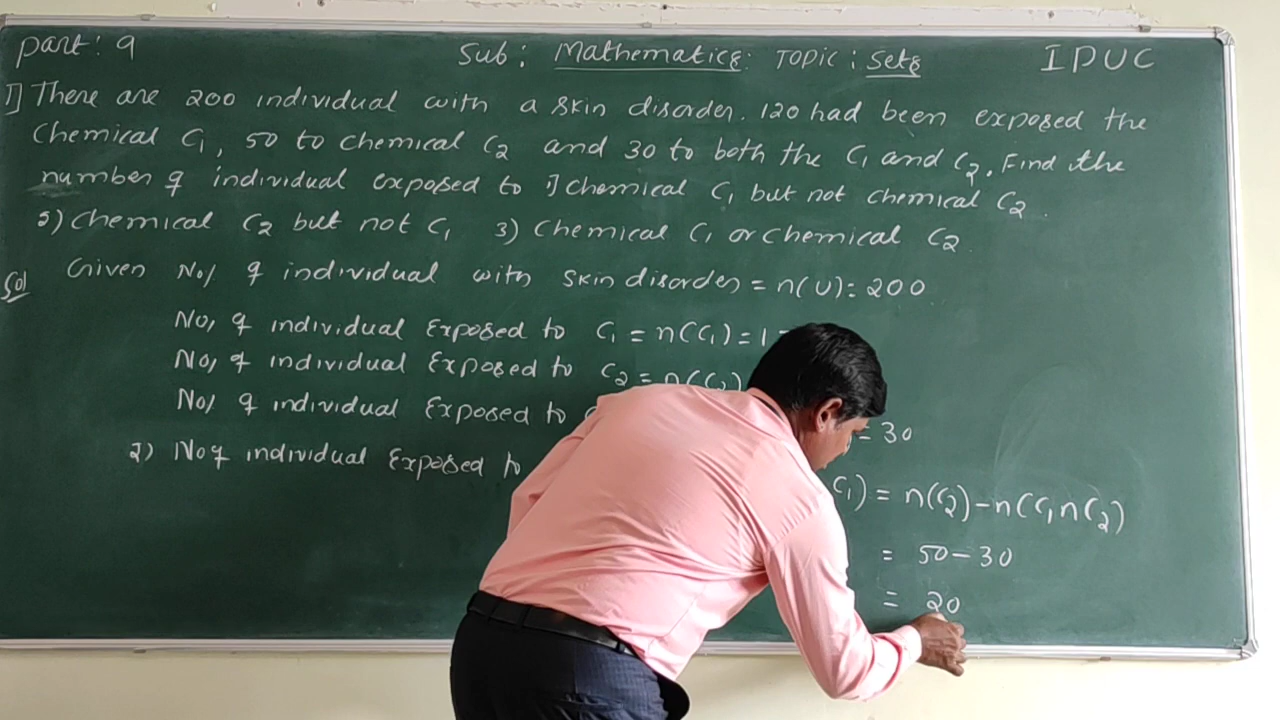 part: 9 Sub: Mathematics: TOPIC: Sets I PUC
1] There are 200 individual with a skin disorder. 120 had been exposed the
chemical C₁, 50 to chemical C₂ and 30 to both the C₁ and C₂. Find the
number of individual exposed to 1] chemical C₁ but not chemical C₂.
2) Chemical C₂ but not C₁ 3) Chemical C₁ or chemical C₂.
Sol Given No/ of individual with skin disorder = n(U) = 200
No, of individual Exposed to C₁ = n(C₁) = 1
No, of individual Exposed to C₂ = n(C₂)
No/ of individual Exposed to = 30
2) No of individual Exposed to C₁) = n(C₂) - n(C₁∩C₂)
= 50 - 30
= 20